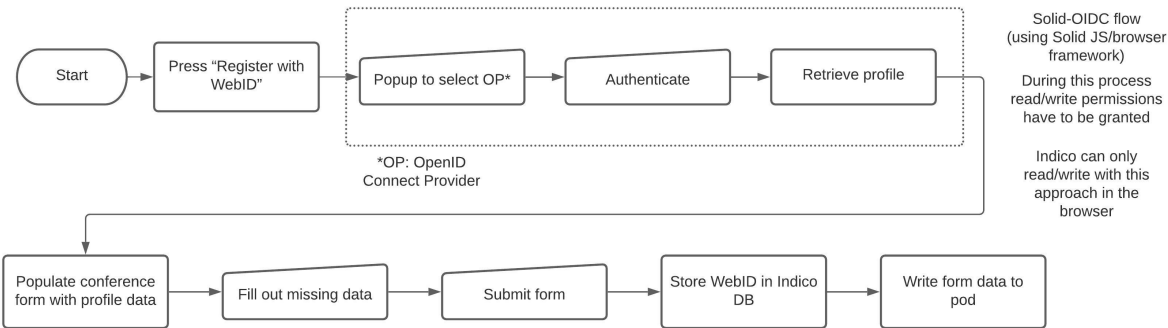 Start
Press “Register with
WebID”
Popup to select OP*
Authenticate
Retrieve profile
Solid-OIDC flow
(using Solid JS/browser
framework)
During this process
read/write permissions
have to be granted
Indico can only
read/write with this
approach in the
browser
*OP: OpenID
Connect Provider
Populate conference
form with profile data
Fill out missing data
Submit form
Store WebID in Indico
DB
Write form data to
pod